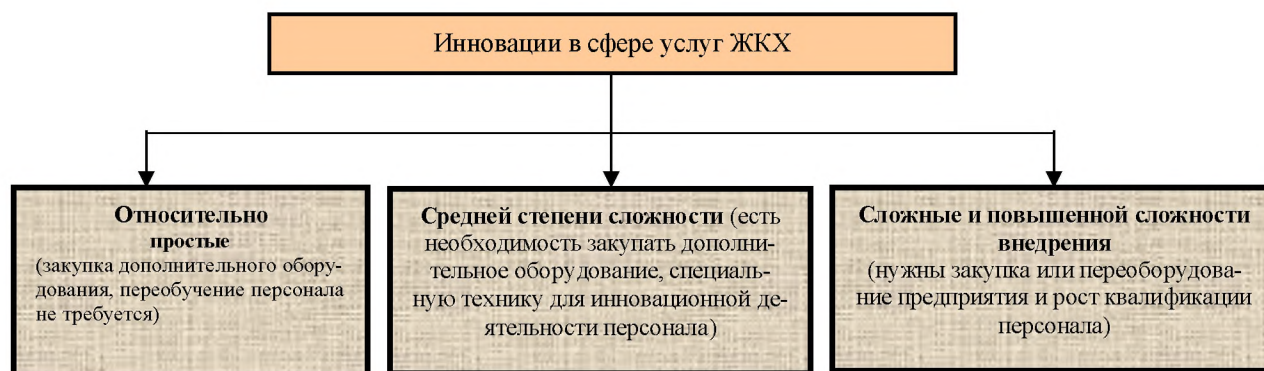 Инновации в сфере услуг ЖКХ
Относительно
простые
(закупка дополнительного обору-
дования, переобучение персонала
не требуется)
Средней степени сложности (есть
необходимость закупать дополни-
тельное оборудование, специаль-
ную технику для инновационной де-
ятельности персонала)
Сложные и повышенной сложности
внедрения
(нужны закупка или переоборудова-
ние предприятия и рост квалификации
персонала)